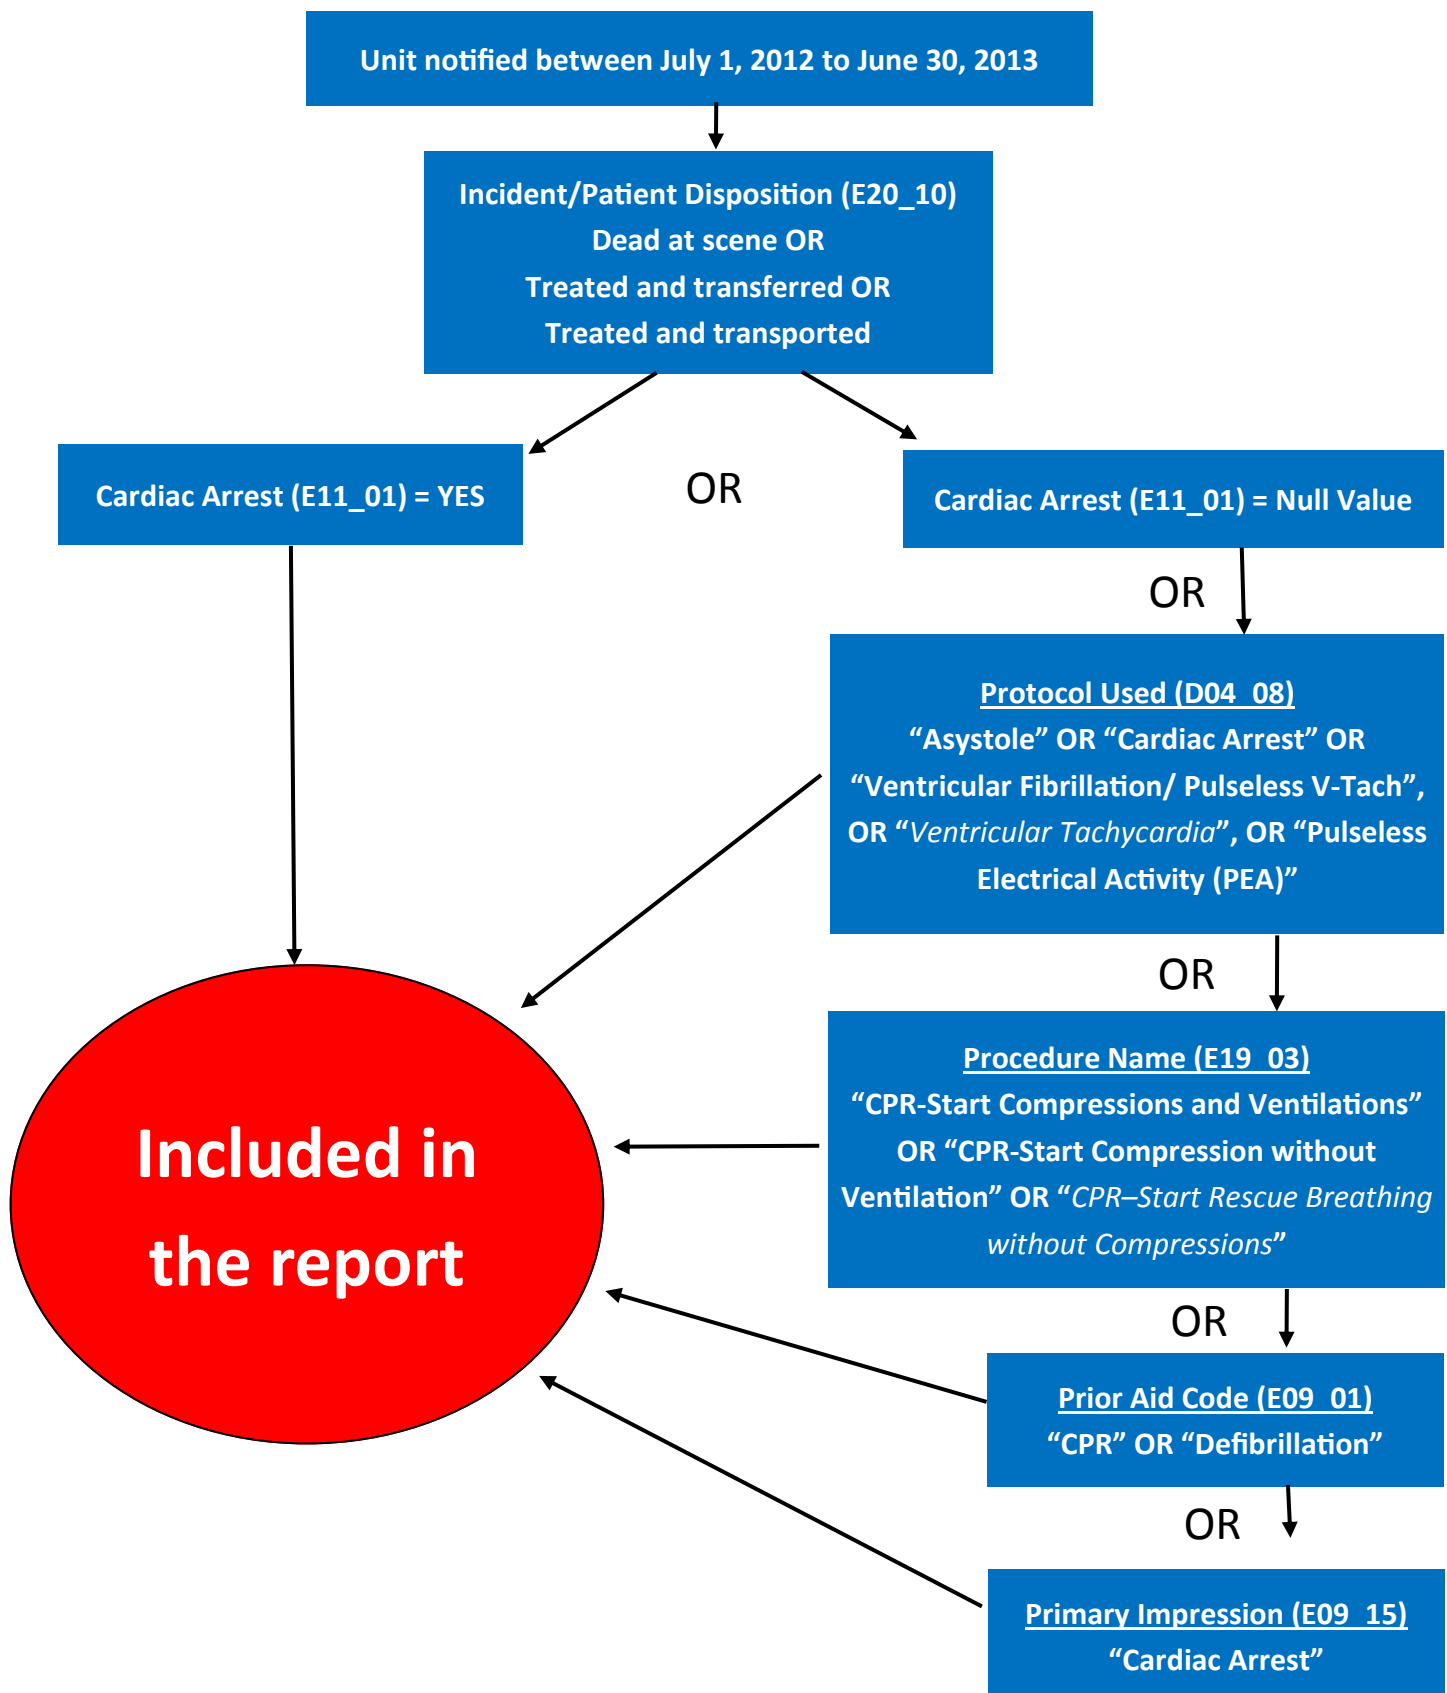 Unit notified between July 1, 2012 to June 30, 2013
Incident/Patient Disposition (E20_10)
Dead at scene OR
Treated and transferred OR
Treated and transported
Cardiac Arrest (E11_01) = YES
OR
Cardiac Arrest (E11_01) = Null Value
OR
Protocol Used (D04_08)
“Asystole” OR “Cardiac Arrest” OR
“Ventricular Fibrillation/ Pulseless V-Tach”,
OR “Ventricular Tachycardia”, OR “Pulseless
Electrical Activity (PEA)”
OR
Procedure Name (E19_03)
“CPR-Start Compressions and Ventilations”
OR “CPR-Start Compression without
Ventilation” OR “CPR–Start Rescue Breathing
without Compressions”
Included in
the report
OR
Prior Aid Code (E09_01)
“CPR” OR “Defibrillation”
OR
Primary Impression (E09_15)
“Cardiac Arrest”